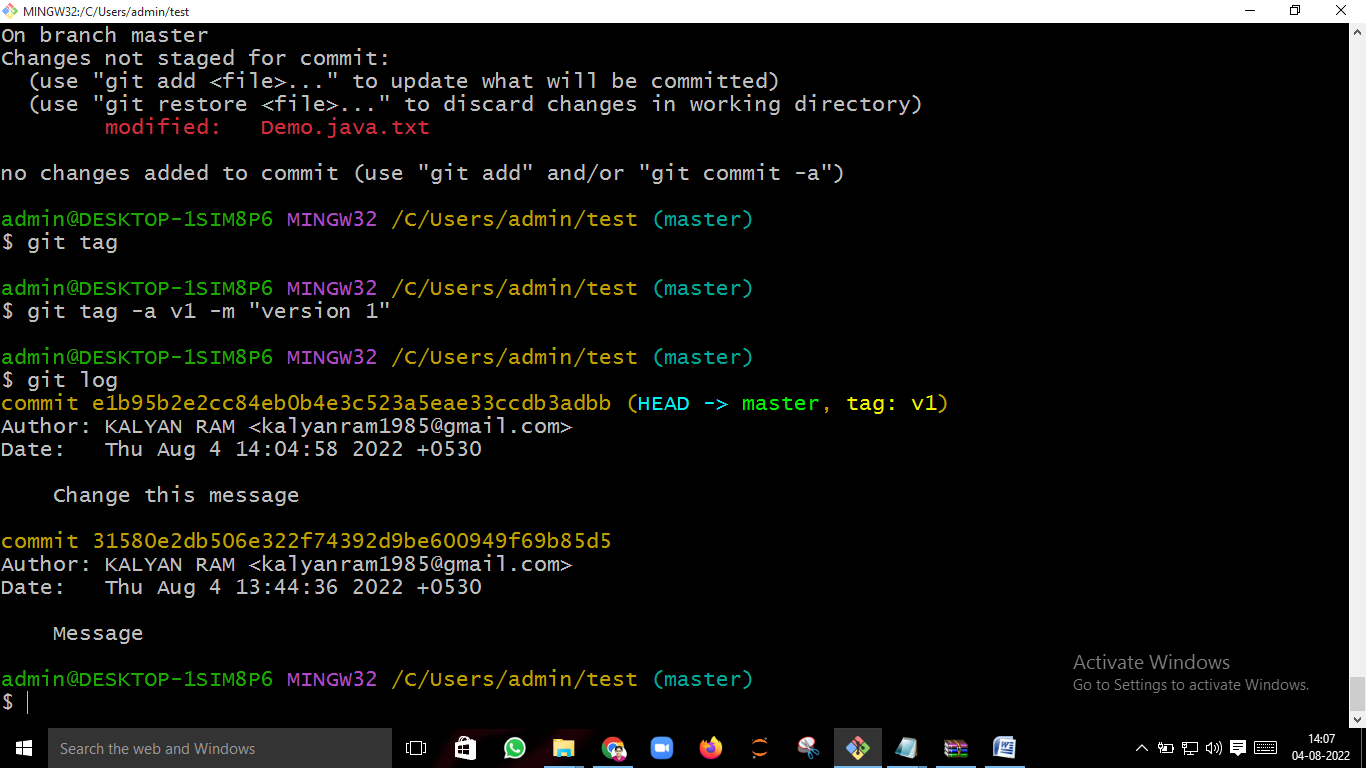 MINGW32:/C/Users/admin/test
On branch master
Changes not staged for commit:
  (use "git add <file>..." to update what will be committed)
  (use "git restore <file>..." to discard changes in working directory)
        modified:   Demo.java.txt
no changes added to commit (use "git add" and/or "git commit -a")
admin@DESKTOP-1SIM8P6 MINGW32 /C/Users/admin/test (master)
$ git tag
admin@DESKTOP-1SIM8P6 MINGW32 /C/Users/admin/test (master)
$ git tag -a v1 -m "version 1"
admin@DESKTOP-1SIM8P6 MINGW32 /C/Users/admin/test (master)
$ git log
commit e1b95b2e2cc84eb0b4e3c523a5eae33ccdb3adbb (HEAD -> master, tag: v1)
Author: KALYAN RAM <kalyanram1985@gmail.com>
Date:   Thu Aug 4 14:04:58 2022 +0530
    Change this message
commit 31580e2db506e322f74392d9be600949f69b85d5
Author: KALYAN RAM <kalyanram1985@gmail.com>
Date:   Thu Aug 4 13:44:36 2022 +0530
    Message
admin@DESKTOP-1SIM8P6 MINGW32 /C/Users/admin/test (master)
$
Activate Windows
Go to Settings to activate Windows.
Search the web and Windows
14:07
04-08-2022